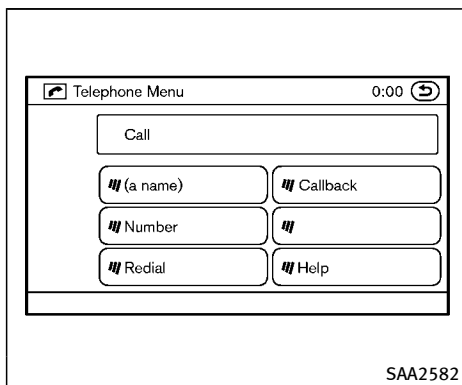 Telephone Menu 0:00
Call
(a name) Callback
Number
Redial Help
SAA2582